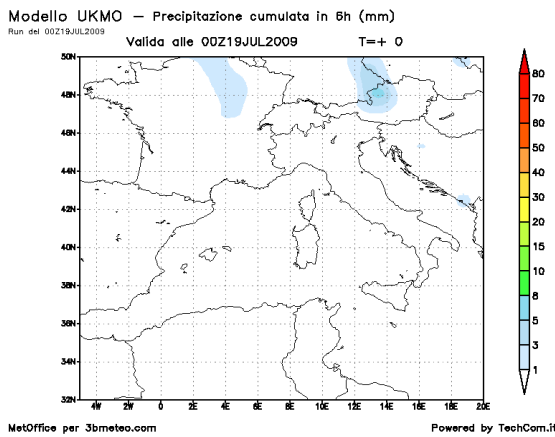 Modello UKMO – Precipitazione cumulata in 6h (mm)
Run del 00Z19JUL2009
Valida alle 00Z19JUL2009 T=+ 0
50N
48N
46N
44N
42N
40N
38N
36N
34N
32N
4W 2W 0 2E 4E 6E 8E 10E 12E 14E 16E 18E 20E
80
70
60
50
40
30
20
15
10
8
5
3
1
MetOffice per 3bmeteo.com Powered by TechCom.it